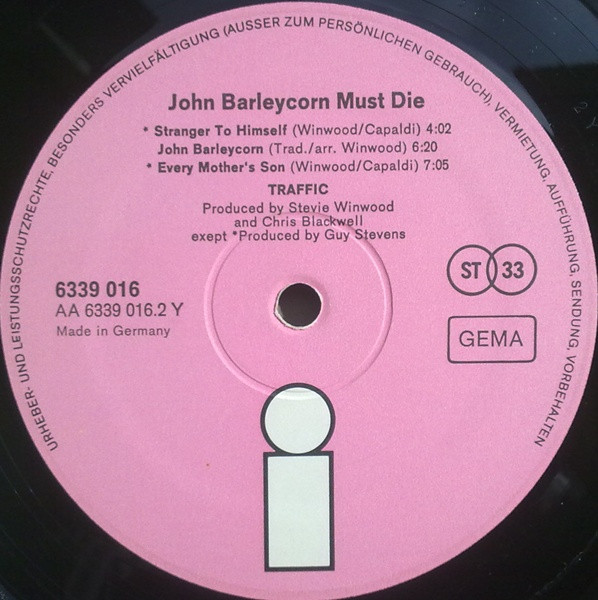 URHEBER- UND LEISTUNGSSCHUTZRECHTE, BESONDERS VERVIELFÄLTIGUNG (AUSSER ZUM PERSÖNLICHEN GEBRAUCH), VERMIETUNG, AUFFÜHRUNG, SENDUNG, VORBEHALTEN
John Barleycorn Must Die
* Stranger To Himself (Winwood/Capaldi) 4:02
John Barleycorn (Trad./arr. Winwood) 6:20
* Every Mother's Son (Winwood/Capaldi) 7:05
TRAFFIC
Produced by Stevie Winwood
and Chris Blackwell
exept *Produced by Guy Stevens
6339 016
AA 6339 016.2 Y
Made in Germany
ST 33
GEMA
i